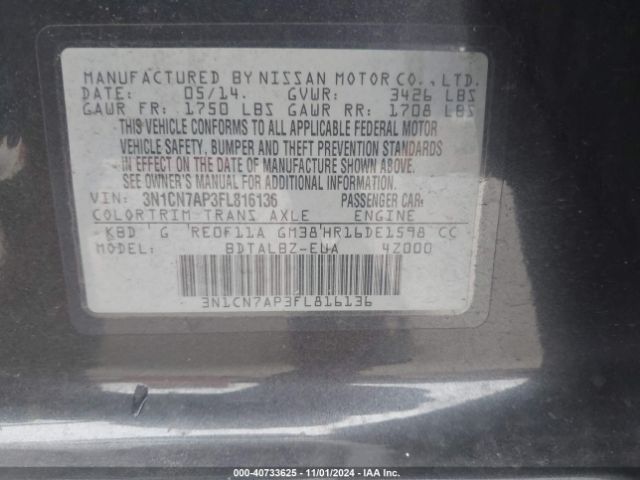 MANUFACTURED BY NISSAN MOTOR CO., LTD.
DATE: 05/14. GVWR: 3426 LBS
GAWR FR: 1750 LBS GAWR RR: 1708 LBS
THIS VEHICLE CONFORMS TO ALL APPLICABLE FEDERAL MOTOR
VEHICLE SAFETY, BUMPER AND THEFT PREVENTION STANDARDS
IN EFFECT ON THE DATE OF MANUFACTURE SHOWN ABOVE.
SEE OWNER'S MANUAL FOR ADDITIONAL INFORMATION.
VIN: 3N1CN7AP3FL816136 PASSENGER CAR
COLOR TRIM TRANS AXLE ENGINE
KBD G RE0F11A GM38 HR16DE1598 CC
MODEL: BDTALBZ-EUA 4Z000
3N1CN7AP3FL816136
© 40733625 - 11/01/2024 - IAA Inc.